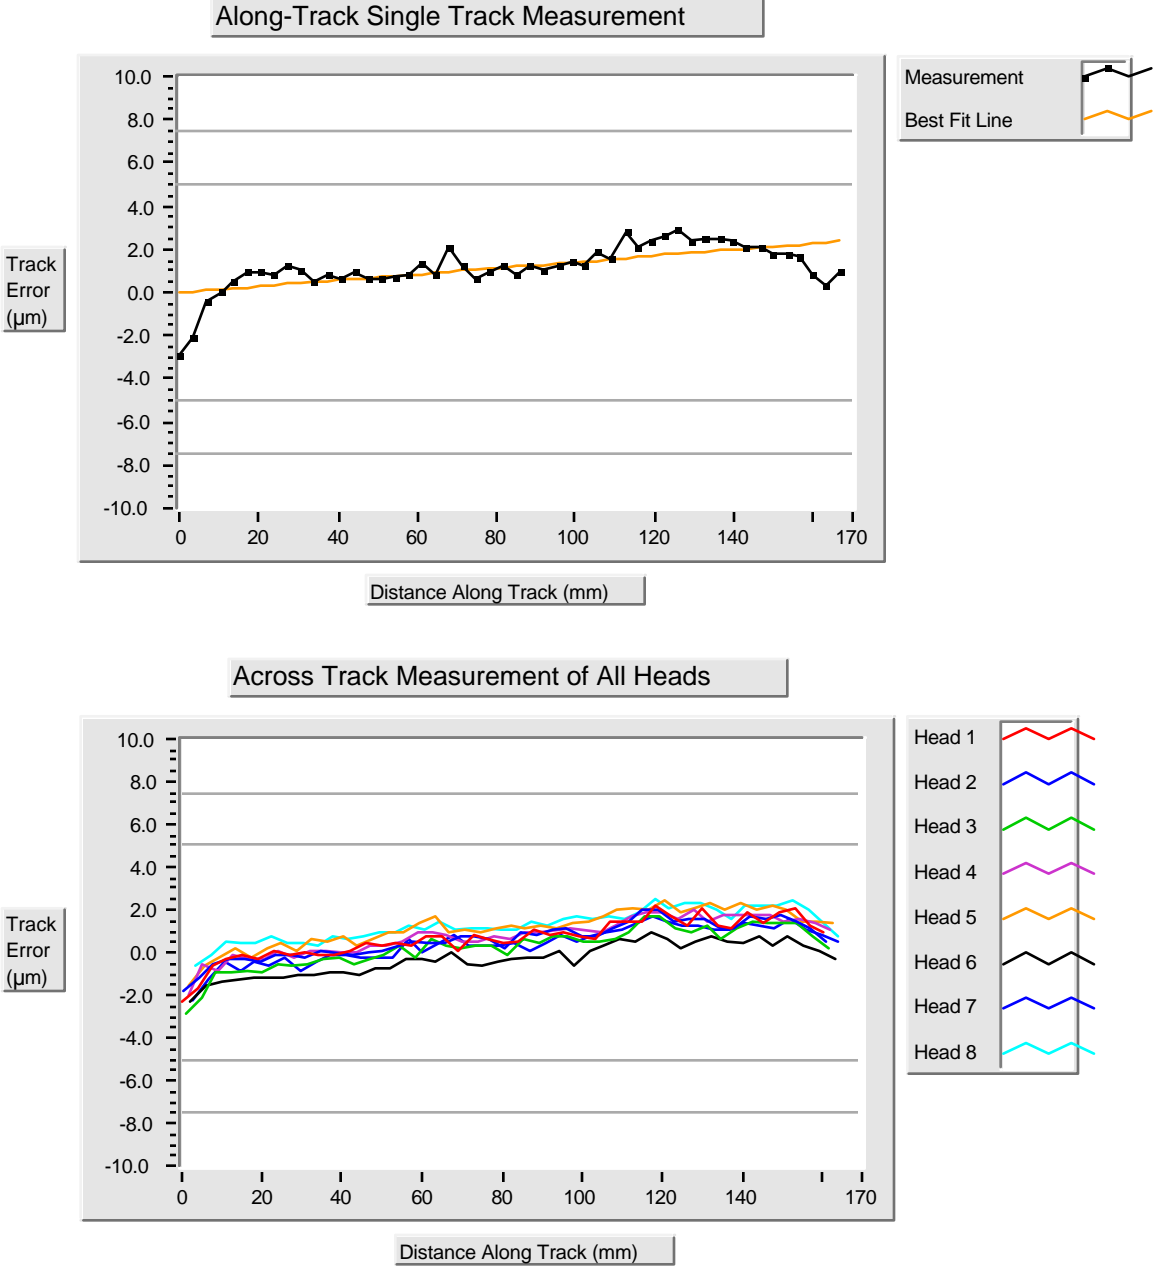 Along-Track Single Track Measurement
10.0
8.0
6.0
4.0
2.0
0.0
-2.0
-4.0
-6.0
-8.0
-10.0
Track
Error
(µm)
0 20 40 60 80 100 120 140 170
Distance Along Track (mm)
Measurement
Best Fit Line
Across Track Measurement of All Heads
10.0
8.0
6.0
4.0
2.0
0.0
-2.0
-4.0
-6.0
-8.0
-10.0
Track
Error
(µm)
0 20 40 60 80 100 120 140 170
Distance Along Track (mm)
Head 1
Head 2
Head 3
Head 4
Head 5
Head 6
Head 7
Head 8